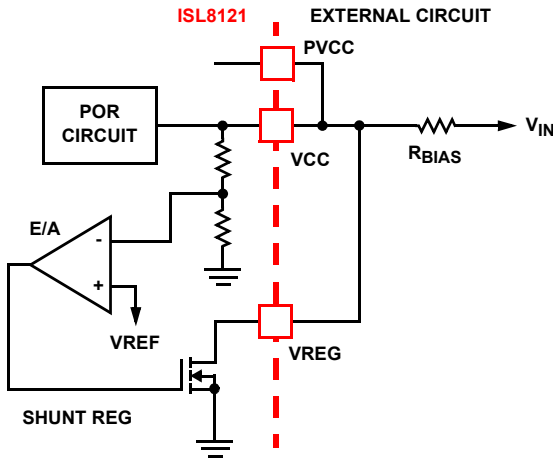 ISL8121 EXTERNAL CIRCUIT
PVCC
POR
CIRCUIT
VCC
RBIAS
VIN
E/A
-
+
VREF
VREG
SHUNT REG